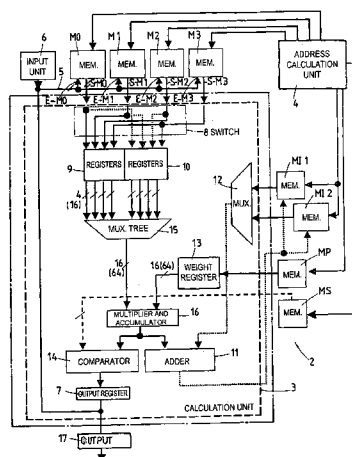 6
M0
M1
M2
M3
INPUT
UNIT
5
MEM.
MEM.
MEM.
MEM.
ADDRESS
CALCULATION
UNIT
4
S-M0
S-M1
S-M2
S-M3
E-M0
E-M1
E-M2
E-M3
8 SWITCH
REGISTERS
REGISTERS
9
10
12
MUX.
MI 1
MEM.
MI 2
MEM.
4
(16)
MUX. TREE
15
13
16
(64)
16(64)
WEIGHT
REGISTER
MP
MEM.
MS
MEM.
MULTIPLIER AND
ACCUMULATOR
16
2
14
COMPARATOR
ADDER
11
7
OUTPUT REGISTER
3
CALCULATION UNIT
17
OUTPUT